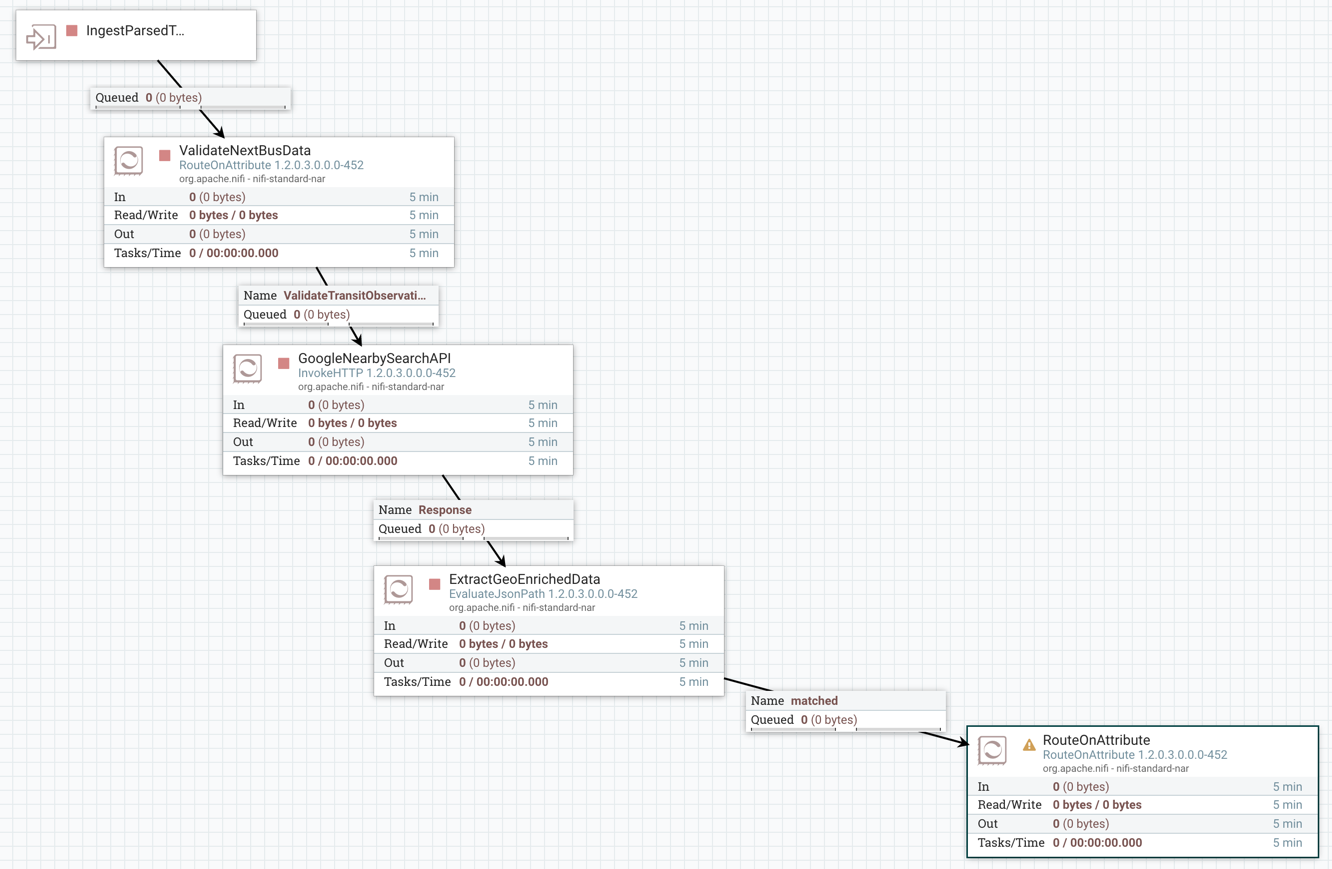 IngestParsedT...
Queued 0 (0 bytes)
ValidateNextBusData
RouteOnAttribute 1.2.0.3.0.0.0-452
org.apache.nifi - nifi-standard-nar
In 0 (0 bytes) 5 min
Read/Write 0 bytes / 0 bytes 5 min
Out 0 (0 bytes) 5 min
Tasks/Time 0 / 00:00:00.000 5 min
Name ValidateTransitObservati...
Queued 0 (0 bytes)
GoogleNearbySearchAPI
InvokeHTTP 1.2.0.3.0.0.0-452
org.apache.nifi - nifi-standard-nar
In 0 (0 bytes) 5 min
Read/Write 0 bytes / 0 bytes 5 min
Out 0 (0 bytes) 5 min
Tasks/Time 0 / 00:00:00.000 5 min
Name Response
Queued 0 (0 bytes)
ExtractGeoEnrichedData
EvaluateJsonPath 1.2.0.3.0.0.0-452
org.apache.nifi - nifi-standard-nar
In 0 (0 bytes) 5 min
Read/Write 0 bytes / 0 bytes 5 min
Out 0 (0 bytes) 5 min
Tasks/Time 0 / 00:00:00.000 5 min
Name matched
Queued 0 (0 bytes)
RouteOnAttribute
RouteOnAttribute 1.2.0.3.0.0.0-452
org.apache.nifi - nifi-standard-nar
In 0 (0 bytes) 5 min
Read/Write 0 bytes / 0 bytes 5 min
Out 0 (0 bytes) 5 min
Tasks/Time 0 / 00:00:00.000 5 min